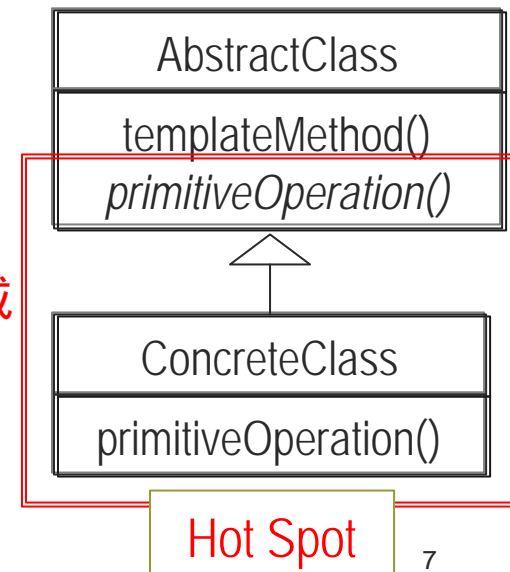 AbstractClass
templateMethod()
primitiveOperation()
ConcreteClass
primitiveOperation()
Hot Spot
7